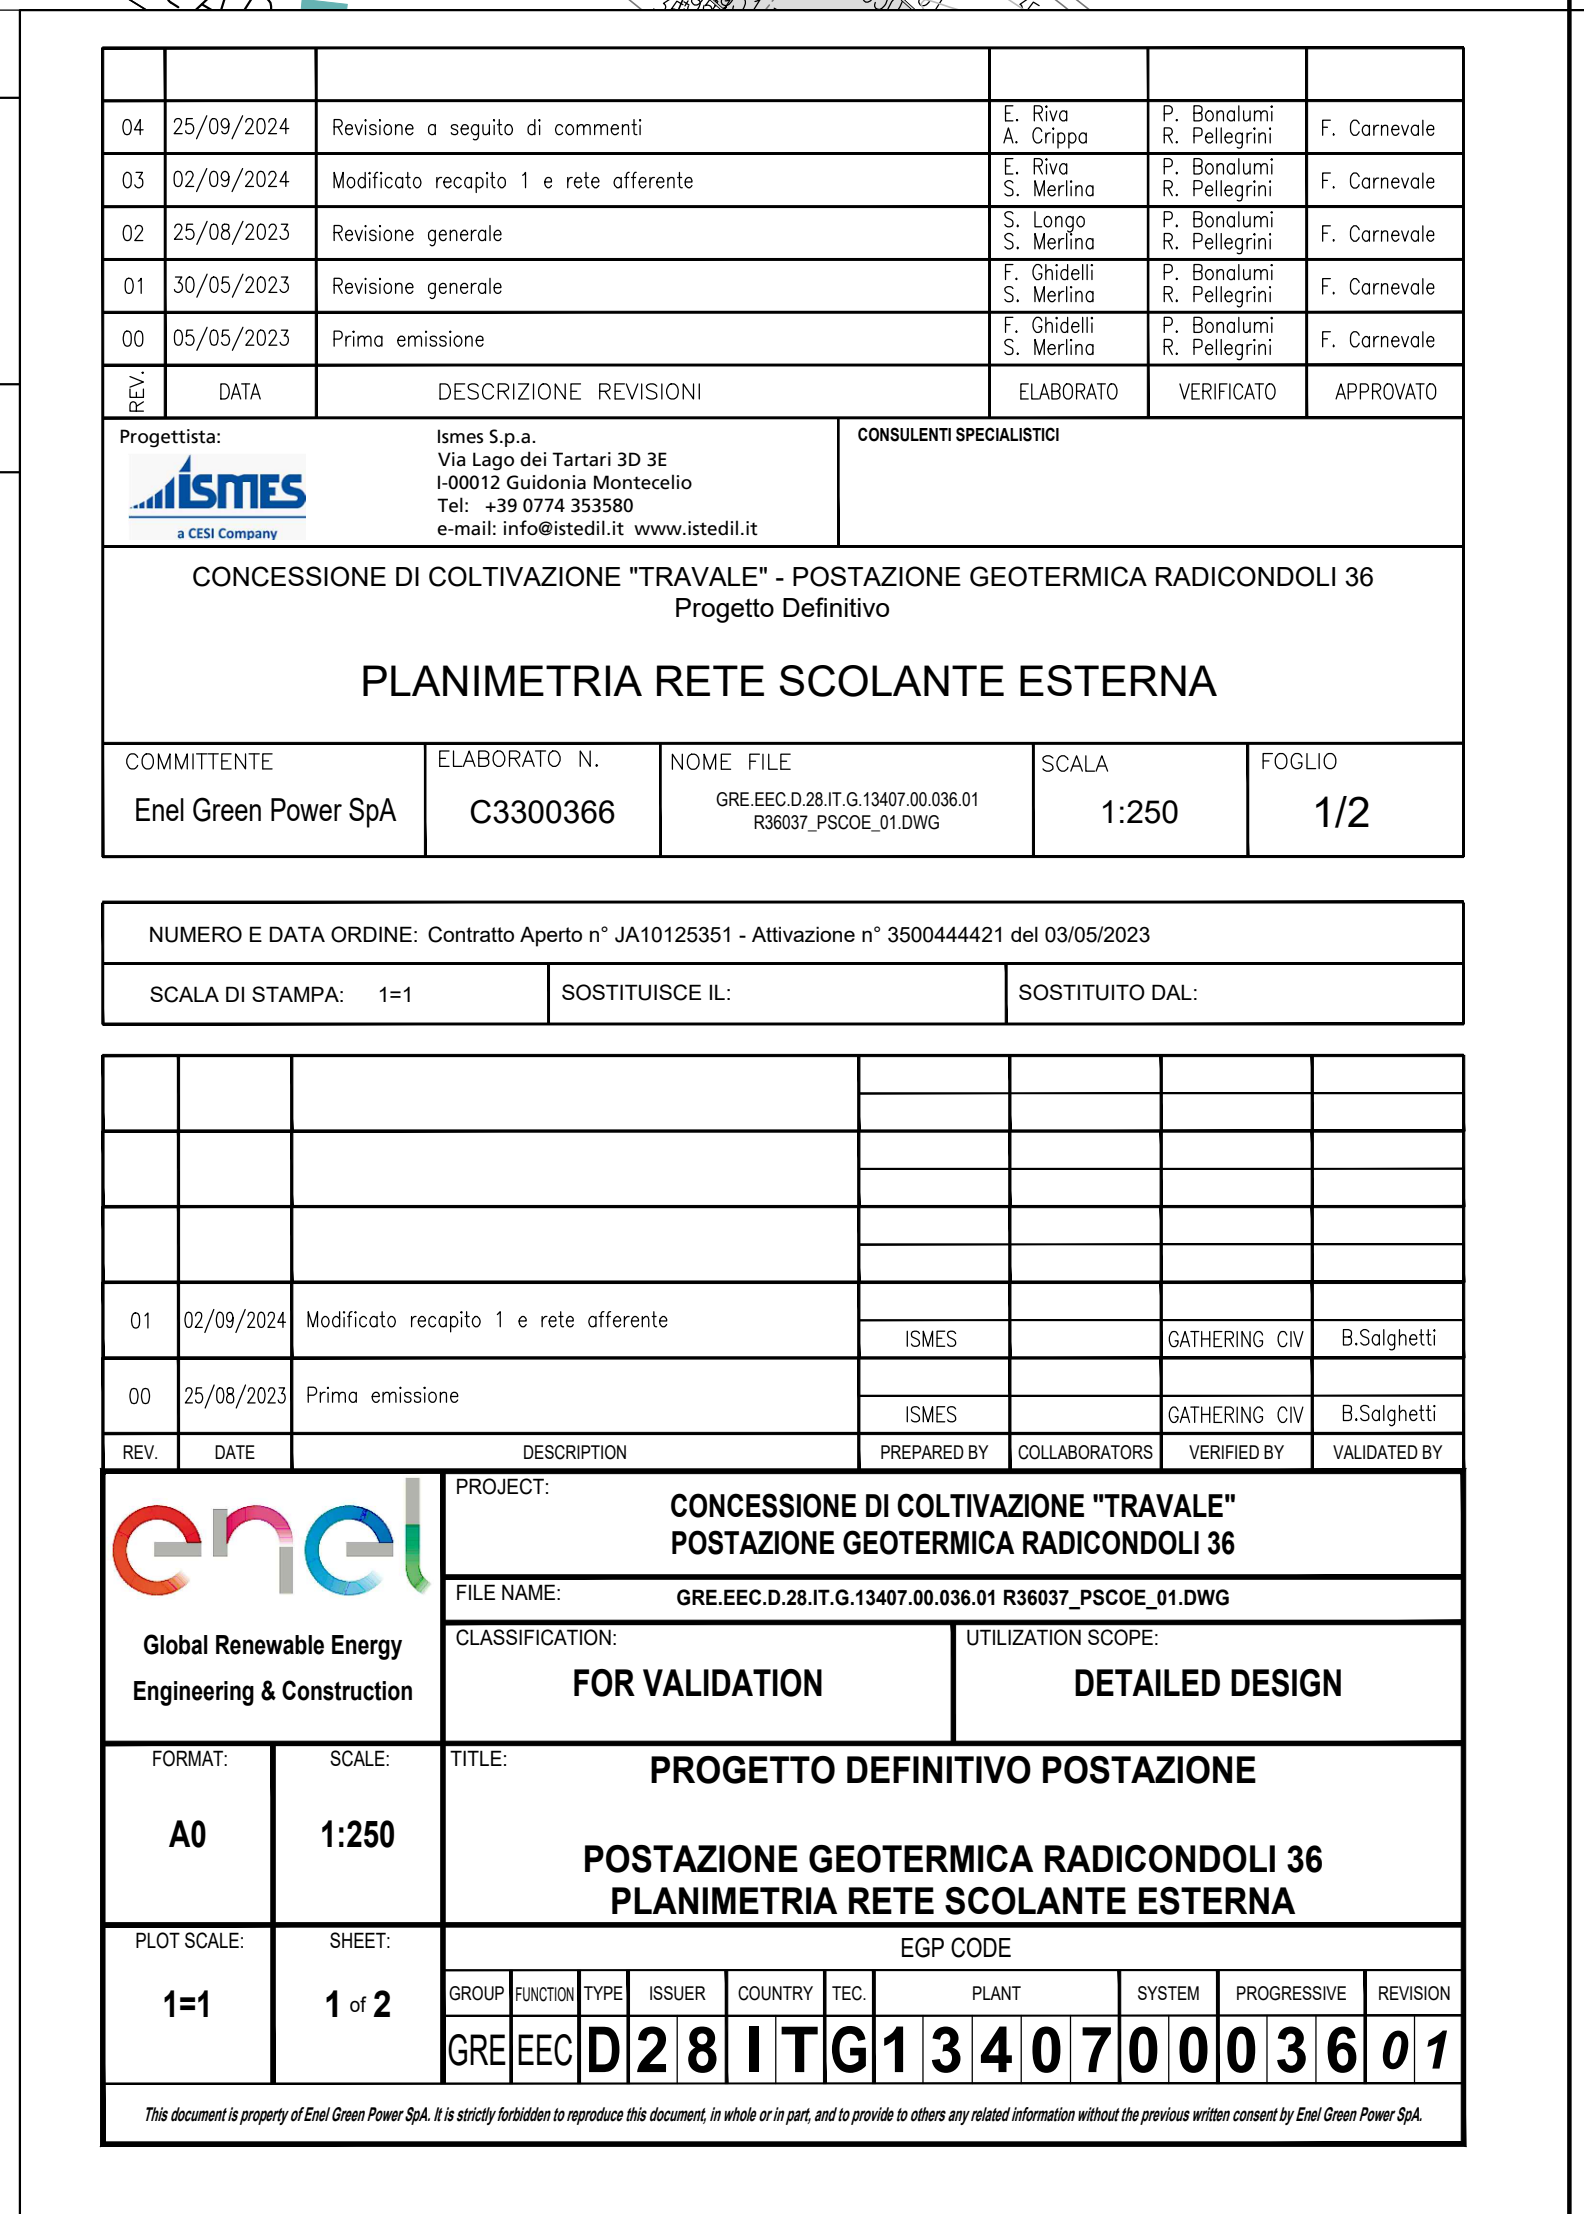 04 25/09/2024 Revisione a seguito di commenti E. Riva A. Crippa P. Bonalumi R. Pellegrini F. Carnevale
03 02/09/2024 Modificato recapito 1 e rete afferente E. Riva S. Merlina P. Bonalumi R. Pellegrini F. Carnevale
02 25/08/2023 Revisione generale S. Longo S. Merlina P. Bonalumi R. Pellegrini F. Carnevale
01 30/05/2023 Revisione generale F. Ghidelli S. Merlina P. Bonalumi R. Pellegrini F. Carnevale
00 05/05/2023 Prima emissione F. Ghidelli S. Merlina P. Bonalumi R. Pellegrini F. Carnevale
REV. DATA DESCRIZIONE REVISIONI ELABORATO VERIFICATO APPROVATO
Progettista:
ISMES
a CESI Company
Ismes S.p.a.
Via Lago dei Tartari 3D 3E
I-00012 Guidonia Montecelio
Tel: +39 0774 353580
e-mail: info@istedil.it www.istedil.it
CONSULENTI SPECIALISTICI
CONCESSIONE DI COLTIVAZIONE "TRAVALE" - POSTAZIONE GEOTERMICA RADICONDOLI 36
Progetto Definitivo
PLANIMETRIA RETE SCOLANTE ESTERNA
COMMITTENTE
Enel Green Power SpA
ELABORATO N.
C3300366
NOME FILE
GRE.EEC.D.28.IT.G.13407.00.036.01
R36037_PSCOE_01.DWG
SCALA
1:250
FOGLIO
1/2
NUMERO E DATA ORDINE: Contratto Aperto n° JA10125351 - Attivazione n° 3500444421 del 03/05/2023
SCALA DI STAMPA: 1=1 SOSTITUISCE IL: SOSTITUITO DAL:
01 02/09/2024 Modificato recapito 1 e rete afferente ISMES GATHERING CIV B.Salghetti
00 25/08/2023 Prima emissione ISMES GATHERING CIV B.Salghetti
REV. DATE DESCRIPTION PREPARED BY COLLABORATORS VERIFIED BY VALIDATED BY
enel
Global Renewable Energy
Engineering & Construction
PROJECT:
CONCESSIONE DI COLTIVAZIONE "TRAVALE"
POSTAZIONE GEOTERMICA RADICONDOLI 36
FILE NAME: GRE.EEC.D.28.IT.G.13407.00.036.01 R36037_PSCOE_01.DWG
CLASSIFICATION:
FOR VALIDATION
UTILIZATION SCOPE:
DETAILED DESIGN
FORMAT:
A0
SCALE:
1:250
TITLE:
PROGETTO DEFINITIVO POSTAZIONE
POSTAZIONE GEOTERMICA RADICONDOLI 36
PLANIMETRIA RETE SCOLANTE ESTERNA
PLOT SCALE:
1=1
SHEET:
1 of 2
EGP CODE
GROUP FUNCTION TYPE ISSUER COUNTRY TEC. PLANT SYSTEM PROGRESSIVE REVISION
GRE EEC D 2 8 I T G 1 3 4 0 7 0 0 0 3 6 0 1
This document is property of Enel Green Power SpA. It is strictly forbidden to reproduce this document, in whole or in part, and to provide to others any related information without the previous written consent by Enel Green Power SpA.